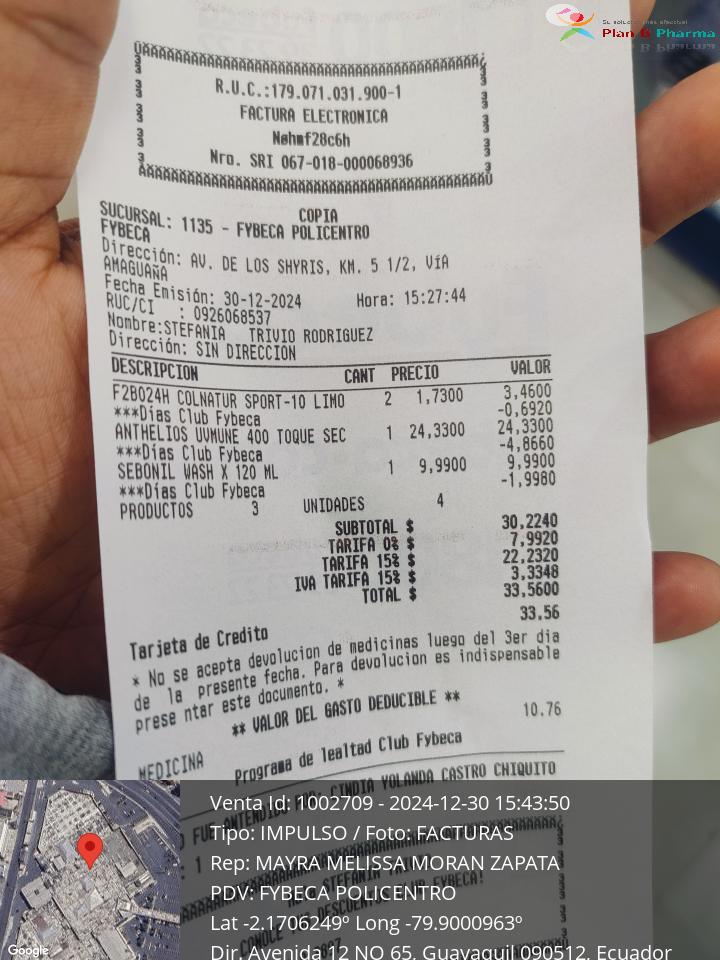 Su solución más efectiva!
Plan B Pharma
R.U.C.:179.071.031.900-1
FACTURA ELECTRONICA
Nøhmf28c6h
Nro. SRI 067-018-000068936
COPIA
SUCURSAL: 1135 - FYBECA POLICENTRO
FYBECA
Dirección: AV. DE LOS SHYRIS, KM. 5 1/2, VíA
AMAGUAÑA
Fecha Emisión: 30-12-2024 Hora: 15:27:44
RUC/CI : 0926068537
Nombre:STEFANIA TRIVIO RODRIGUEZ
Dirección: SIN DIRECCION
DESCRIPCION CANT PRECIO VALOR
F2B024H COLNATUR SPORT-10 LIMO 2 1,7300 3,4600
***Días Club Fybeca -0,6920
ANTHELIOS UVMUNE 400 TOQUE SEC 1 24,3300 24,3300
***Días Club Fybeca -4,8660
SEBONIL WASH X 120 ML 1 9,9900 9,9900
***Días Club Fybeca -1,9980
PRODUCTOS 3 UNIDADES 4
SUBTOTAL $ 30,2240
TARIFA 0% $ 7,9920
TARIFA 15% $ 22,2320
IVA TARIFA 15% $ 3,3348
TOTAL $ 33,5600
33.56
Tarjeta de Credito
* No se acepta devolucion de medicinas luego del 3er dia
de la presente fecha. Para devolucion es indispensable
prese ntar este documento. *
** VALOR DEL GASTO DEDUCIBLE **
MEDICINA 10.76
Programa de lealtad Club Fybeca
FUE ANTENDIDO POR: CINDIA YOLANDA CASTRO CHIQUITO
Venta Id: 1002709 - 2024-12-30 15:43:50
Tipo: IMPULSO / Foto: FACTURAS
Rep: MAYRA MELISSA MORAN ZAPATA
PDV: FYBECA POLICENTRO
Lat -2.1706249º Long -79.9000963º
Dir. Avenida 12 NO 65, Guayaquil 090512, Ecuador
Google